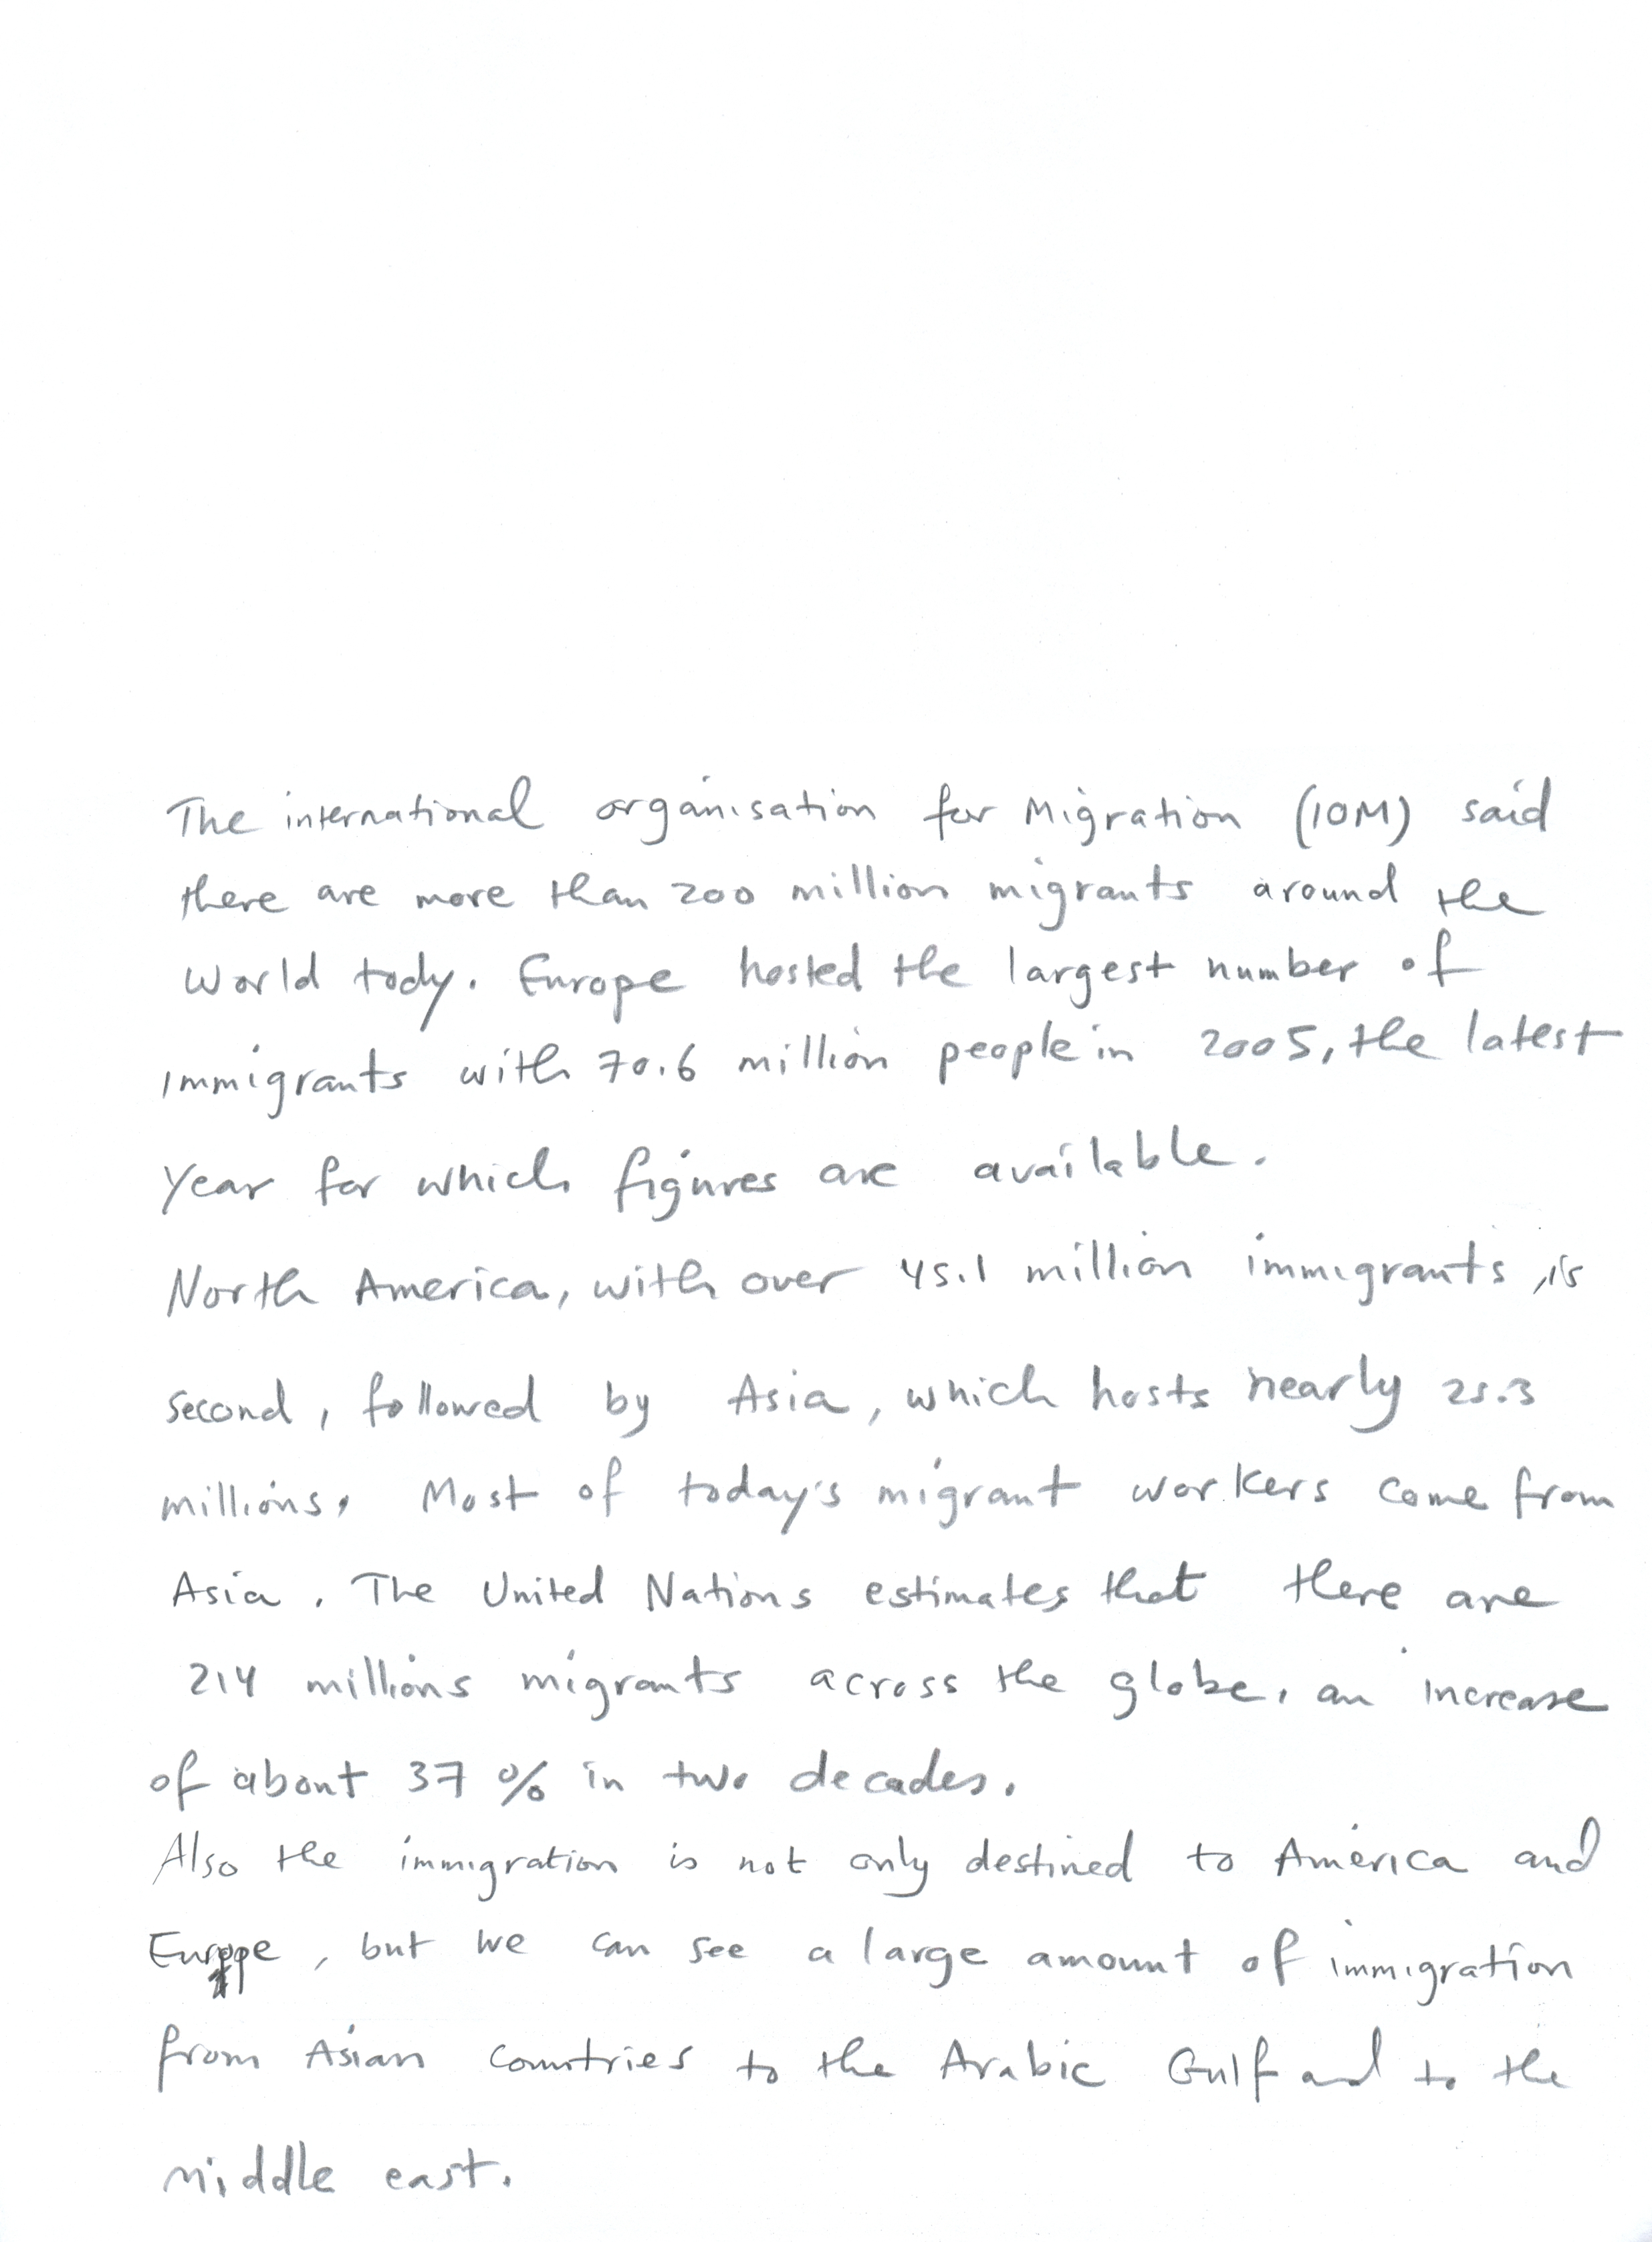 The international organisation for Migration (IOM) said
there are more than 200 million migrants around the
World tody. Europe hosted the largest number of
immigrants with 70.6 million people in 2005, the latest
year for which figures are available.
North America, with over 45.1 million immigrants, is
second, followed by Asia, which hosts nearly 25.3
millions. Most of today's migrant workers come from
Asia. The United Nations estimates that there are
214 millions migrants across the globe, an increase
of about 37 % in two decades.
Also the immigration is not only destined to America and
Europe, but we can see a large amount of immigration
from Asian countries to the Arabic Gulf and to the
middle east.